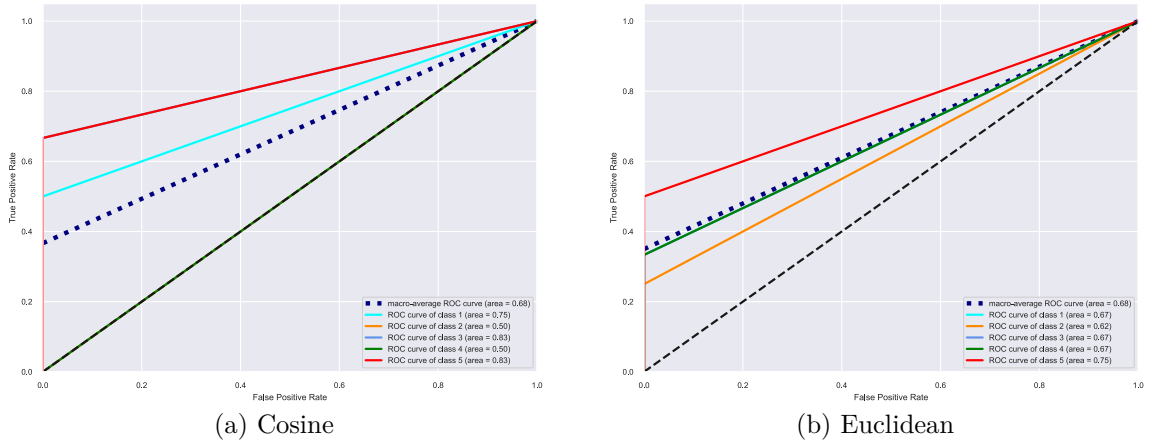 1.0
0.8
0.6
0.4
0.2
0.0
True Positive Rate
macro-average ROC curve (area = 0.68)
ROC curve of class 1 (area = 0.75)
ROC curve of class 2 (area = 0.50)
ROC curve of class 3 (area = 0.83)
ROC curve of class 4 (area = 0.50)
ROC curve of class 5 (area = 0.83)
0.0 0.2 0.4 0.6 0.8 1.0
False Positive Rate
(a) Cosine
1.0
0.8
0.6
0.4
0.2
0.0
True Positive Rate
macro-average ROC curve (area = 0.68)
ROC curve of class 1 (area = 0.67)
ROC curve of class 2 (area = 0.62)
ROC curve of class 3 (area = 0.67)
ROC curve of class 4 (area = 0.67)
ROC curve of class 5 (area = 0.75)
0.0 0.2 0.4 0.6 0.8 1.0
False Positive Rate
(b) Euclidean